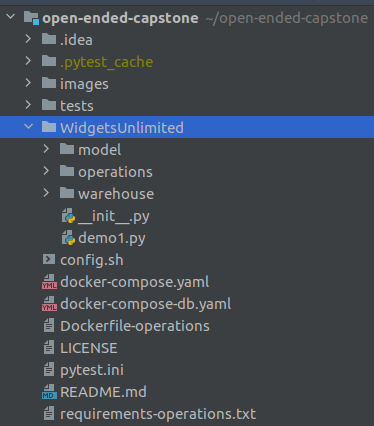 open-ended-capstone ~/open-ended-capstone
.idea
.pytest_cache
images
tests
WidgetsUnlimited
model
operations
warehouse
__init__.py
demo1.py
config.sh
docker-compose.yaml
docker-compose-db.yaml
Dockerfile-operations
LICENSE
pytest.ini
README.md
requirements-operations.txt